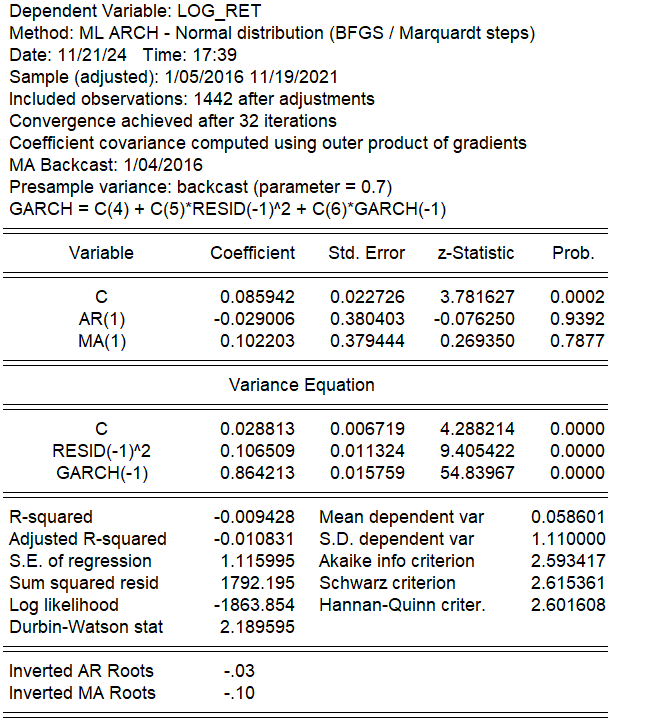 Dependent Variable: LOG_RET
Method: ML ARCH - Normal distribution (BFGS / Marquardt steps)
Date: 11/21/24 Time: 17:39
Sample (adjusted): 1/05/2016 11/19/2021
Included observations: 1442 after adjustments
Convergence achieved after 32 iterations
Coefficient covariance computed using outer product of gradients
MA Backcast: 1/04/2016
Presample variance: backcast (parameter = 0.7)
GARCH = C(4) + C(5)*RESID(-1)^2 + C(6)*GARCH(-1)
Variable Coefficient Std. Error z-Statistic Prob.
C 0.085942 0.022726 3.781627 0.0002
AR(1) -0.029006 0.380403 -0.076250 0.9392
MA(1) 0.102203 0.379444 0.269350 0.7877
Variance Equation
C 0.028813 0.006719 4.288214 0.0000
RESID(-1)^2 0.106509 0.011324 9.405422 0.0000
GARCH(-1) 0.864213 0.015759 54.83967 0.0000
R-squared -0.009428 Mean dependent var 0.058601
Adjusted R-squared -0.010831 S.D. dependent var 1.110000
S.E. of regression 1.115995 Akaike info criterion 2.593417
Sum squared resid 1792.195 Schwarz criterion 2.615361
Log likelihood -1863.854 Hannan-Quinn criter. 2.601608
Durbin-Watson stat 2.189595
Inverted AR Roots -.03
Inverted MA Roots -.10